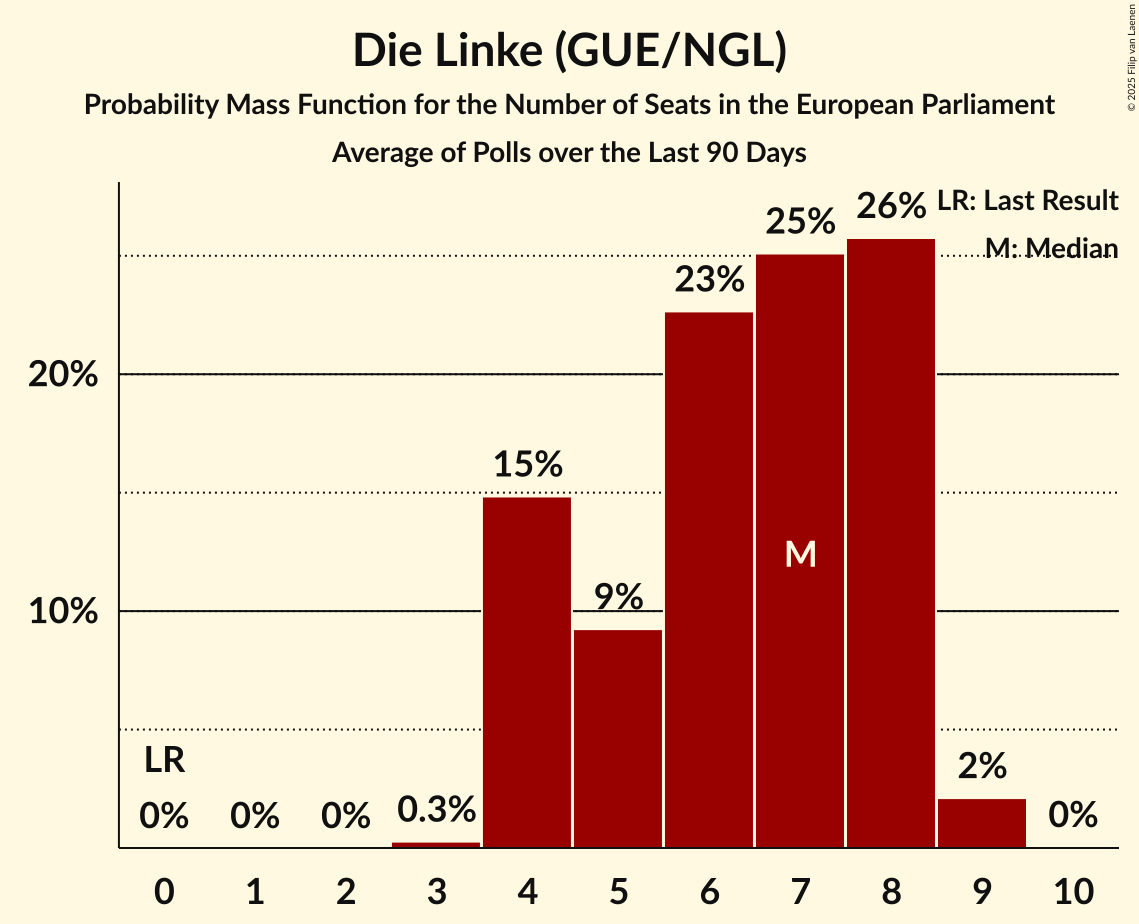 Die Linke (GUE/NGL)
Probability Mass Function for the Number of Seats in the European Parliament
Average of Polls over the Last 90 Days
© 2025 Filip van Laenen
LR: Last Result
M: Median
20%
10%
LR
0%
0%
0%
0.3%
15%
9%
23%
25%
26%
2%
0%
M
0 1 2 3 4 5 6 7 8 9 10